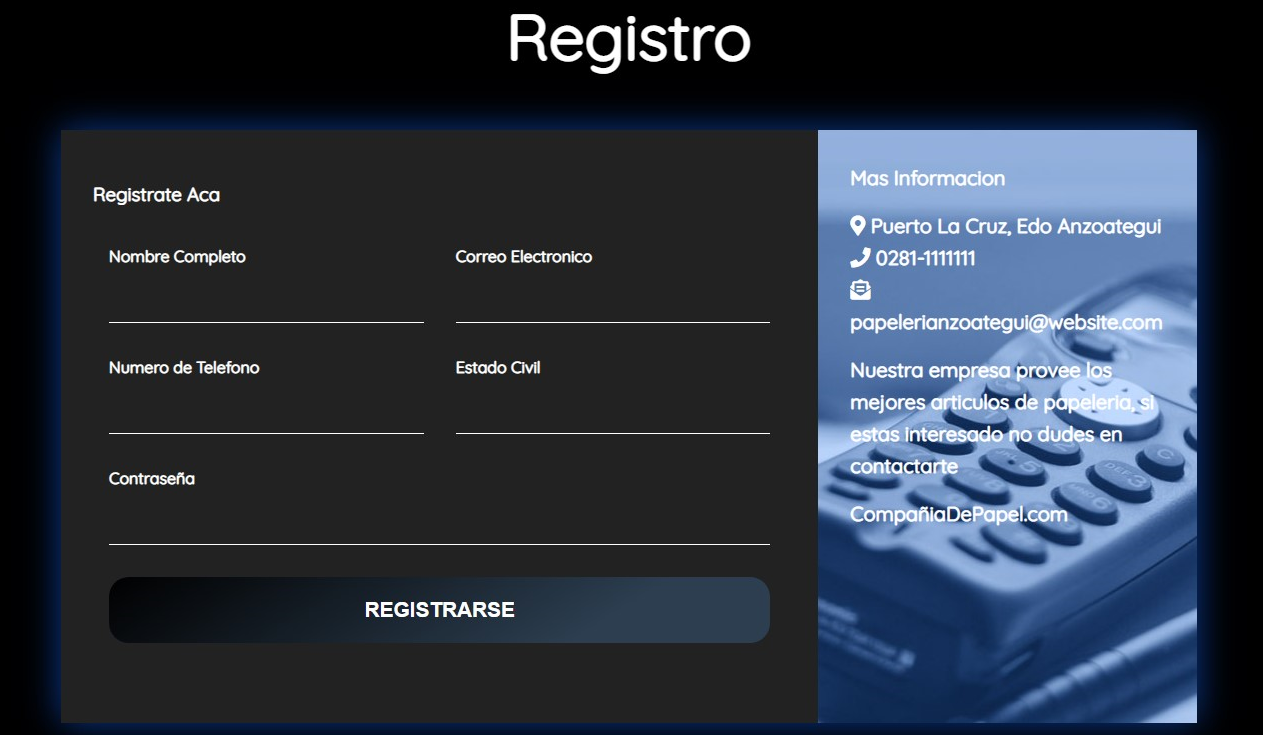 Registro
Registrate Aca
Nombre Completo
Correo Electronico
Numero de Telefono
Estado Civil
Contraseña
REGISTRARSE
Mas Informacion
Puerto La Cruz, Edo Anzoategui
0281-1111111
papelerianzoategui@website.com
Nuestra empresa provee los
mejores articulos de papeleria, si
estas interesado no dudes en
contactarte
CompañiaDePapel.com